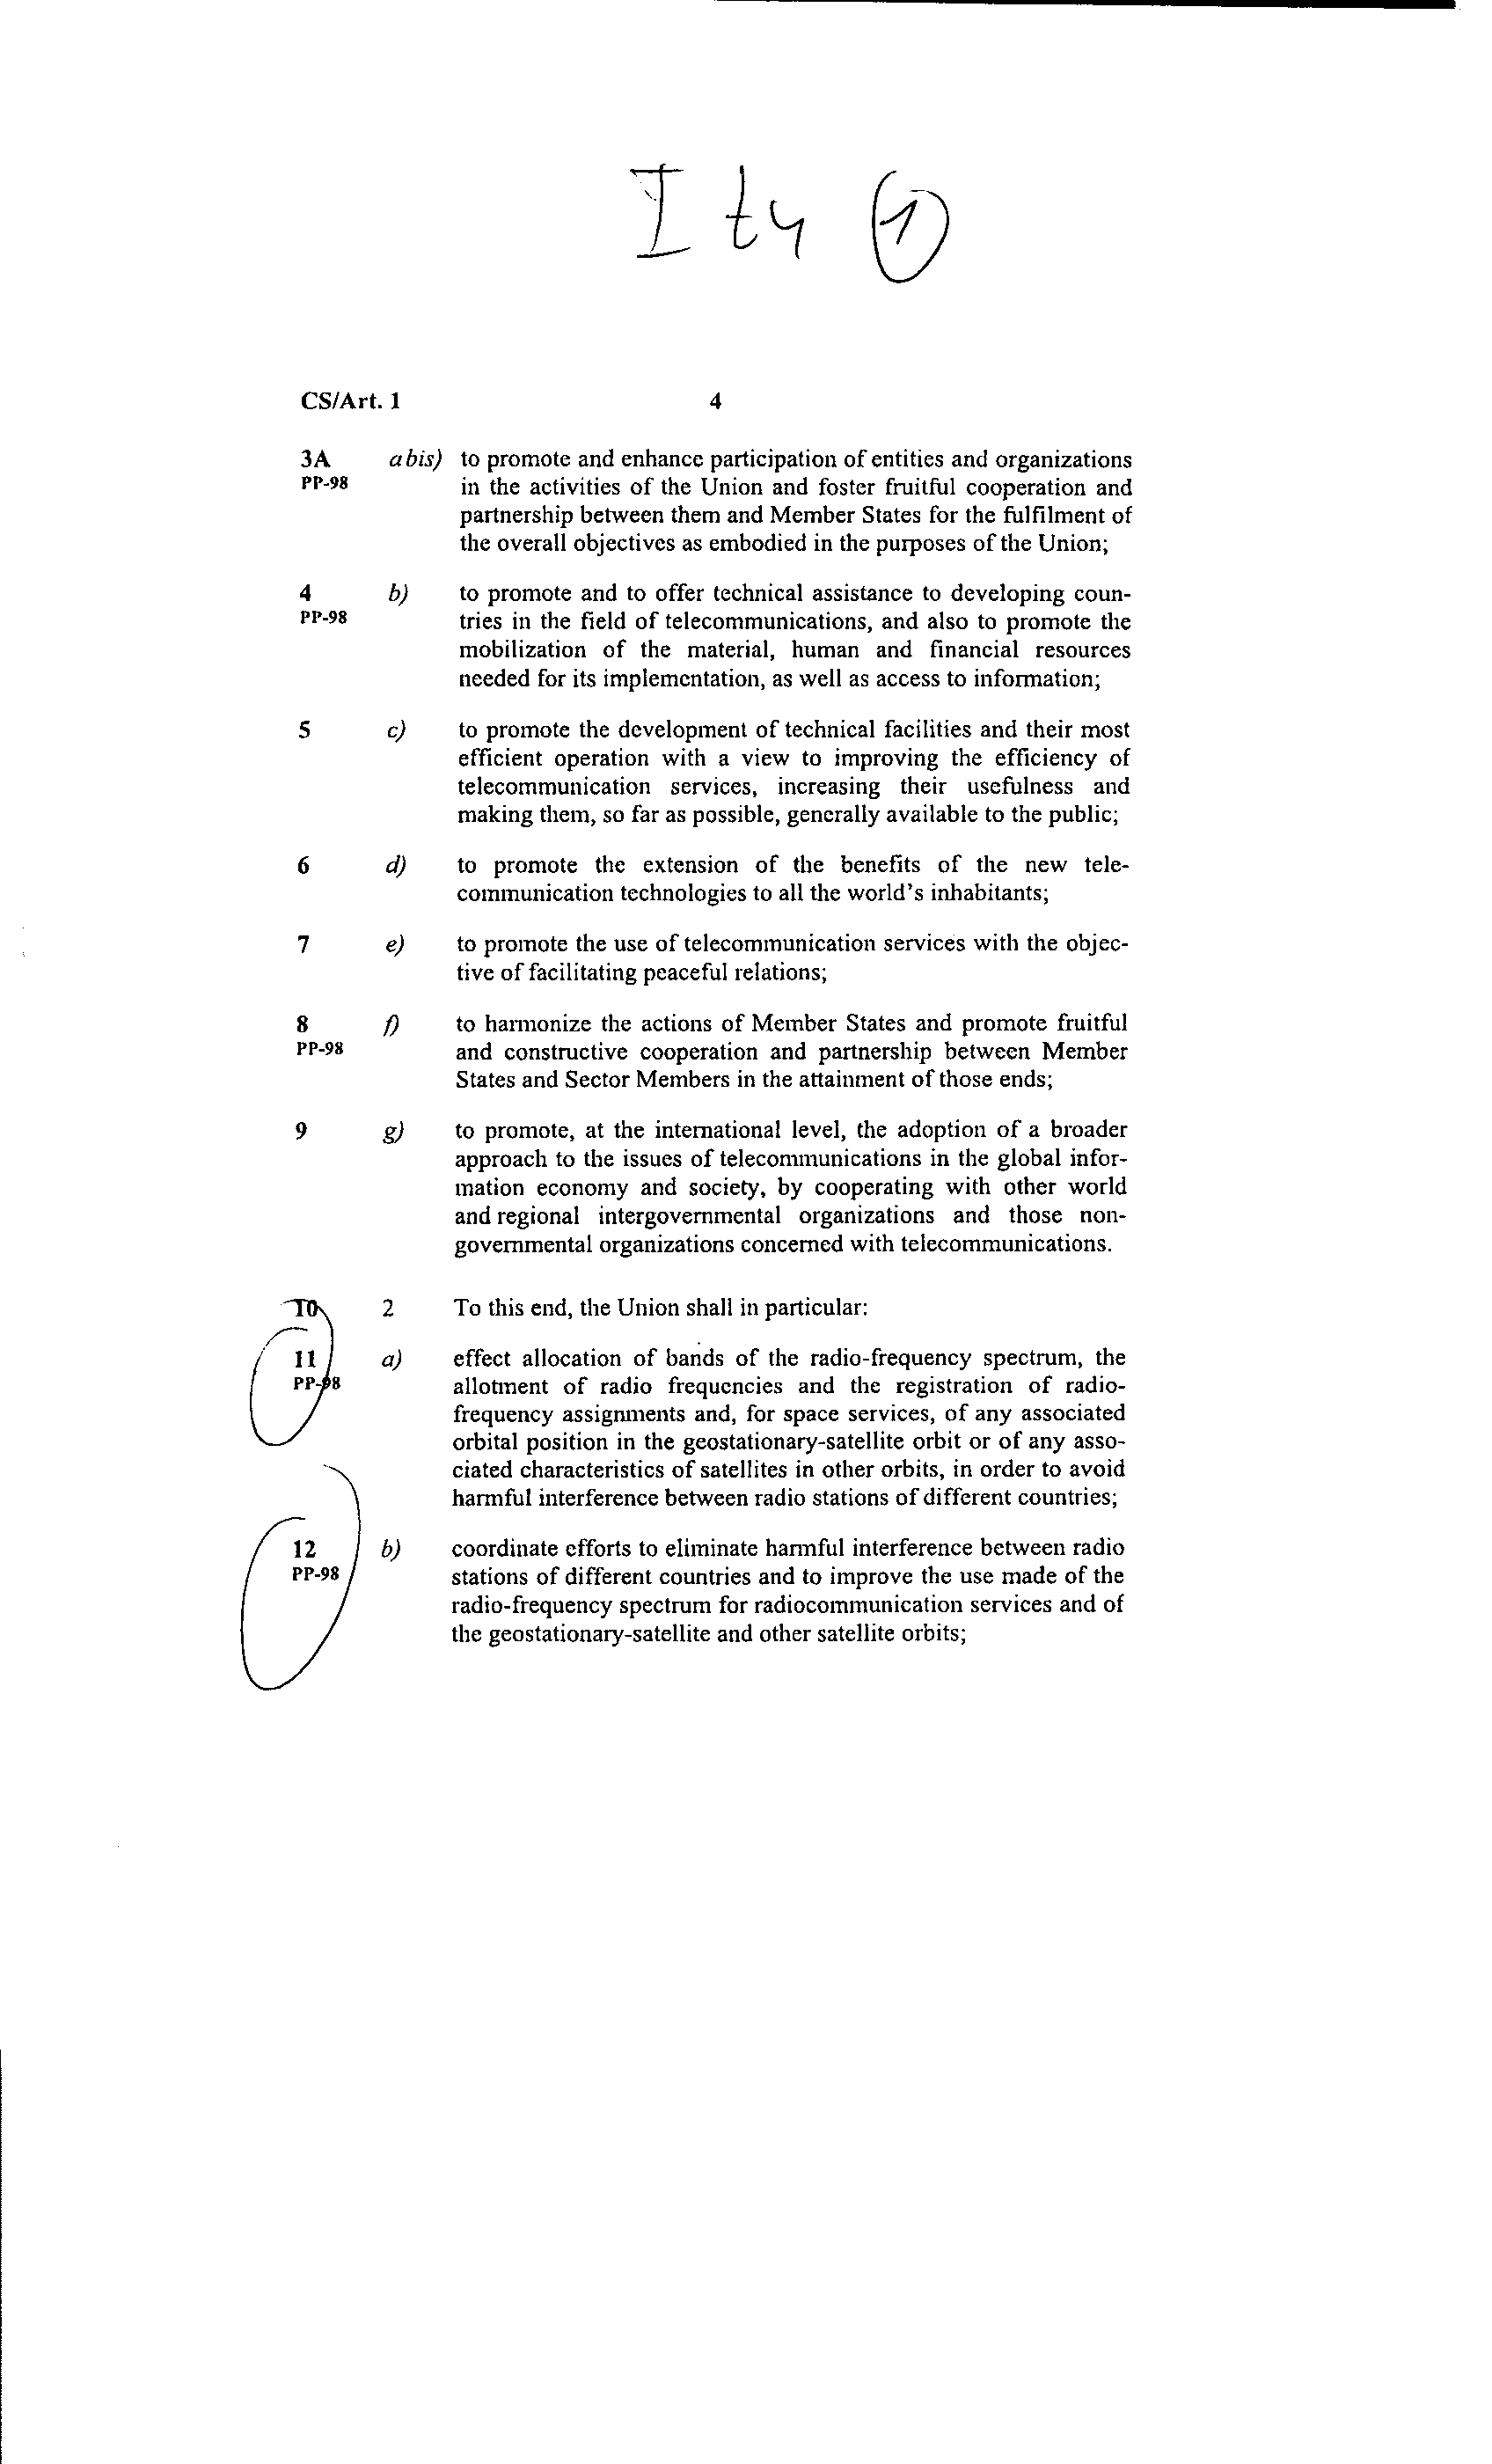 Itu 1
CS/Art. 1 4
3A a bis) to promote and enhance participation of entities and organizations
PP-98 in the activities of the Union and foster fruitful cooperation and
partnership between them and Member States for the fulfilment of
the overall objectives as embodied in the purposes of the Union;
4 b) to promote and to offer technical assistance to developing coun-
PP-98 tries in the field of telecommunications, and also to promote the
mobilization of the material, human and financial resources
needed for its implementation, as well as access to information;
5 c) to promote the development of technical facilities and their most
efficient operation with a view to improving the efficiency of
telecommunication services, increasing their usefulness and
making them, so far as possible, generally available to the public;
6 d) to promote the extension of the benefits of the new tele-
communication technologies to all the world's inhabitants;
7 e) to promote the use of telecommunication services with the objec-
tive of facilitating peaceful relations;
8 f) to harmonize the actions of Member States and promote fruitful
PP-98 and constructive cooperation and partnership between Member
States and Sector Members in the attainment of those ends;
9 g) to promote, at the international level, the adoption of a broader
approach to the issues of telecommunications in the global infor-
mation economy and society, by cooperating with other world
and regional intergovernmental organizations and those non-
governmental organizations concerned with telecommunications.
10 2 To this end, the Union shall in particular:
11 a) effect allocation of bands of the radio-frequency spectrum, the
PP-98 allotment of radio frequencies and the registration of radio-
frequency assignments and, for space services, of any associated
orbital position in the geostationary-satellite orbit or of any asso-
ciated characteristics of satellites in other orbits, in order to avoid
harmful interference between radio stations of different countries;
12 b) coordinate efforts to eliminate harmful interference between radio
PP-98 stations of different countries and to improve the use made of the
radio-frequency spectrum for radiocommunication services and of
the geostationary-satellite and other satellite orbits;